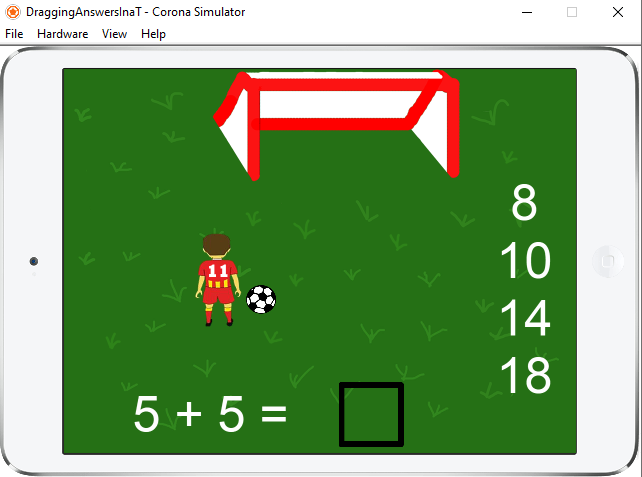 DraggingAnswersInaT - Corona Simulator
File Hardware View Help
11
8
10
14
18
5 + 5 =